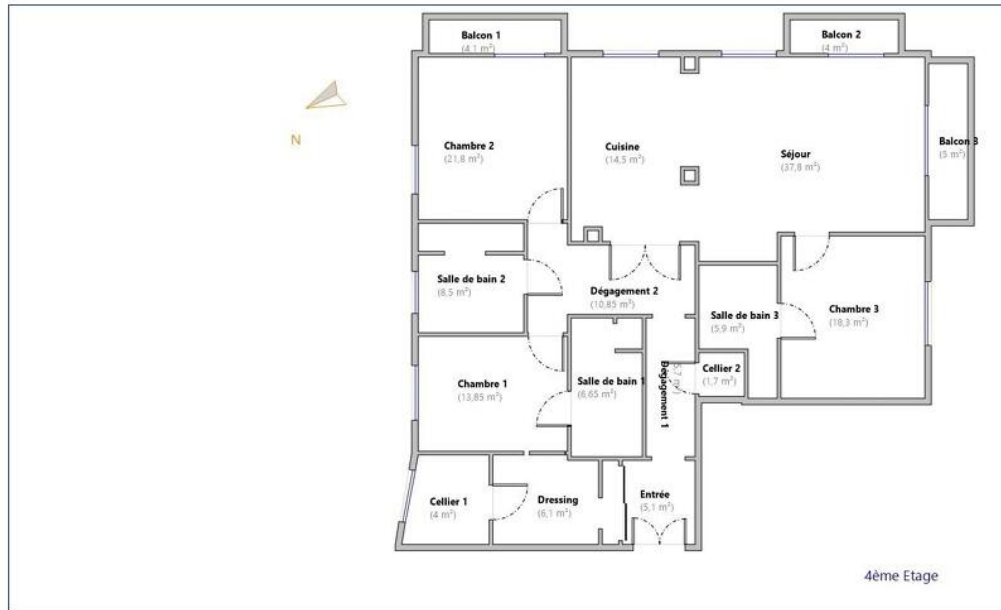 Balcon 1
(4,1 m²)
Balcon 2
(4 m²)
N
Chambre 2
(21,8 m²)
Cuisine
(14,5 m²)
Séjour
(37,8 m²)
Balcon 3
(5 m²)
Salle de bain 2
(8,5 m²)
Dégagement 2
(10,85 m²)
Salle de bain 3
(5,9 m²)
Chambre 3
(18,3 m²)
Chambre 1
(13,85 m²)
Salle de bain 1
(6,65 m²)
Dégagement 1
5,7 m²)
Cellier 2
(1,7 m²)
Cellier 1
(4 m²)
Dressing
(6,1 m²)
Entrée
(5,1 m²)
4ème Etage